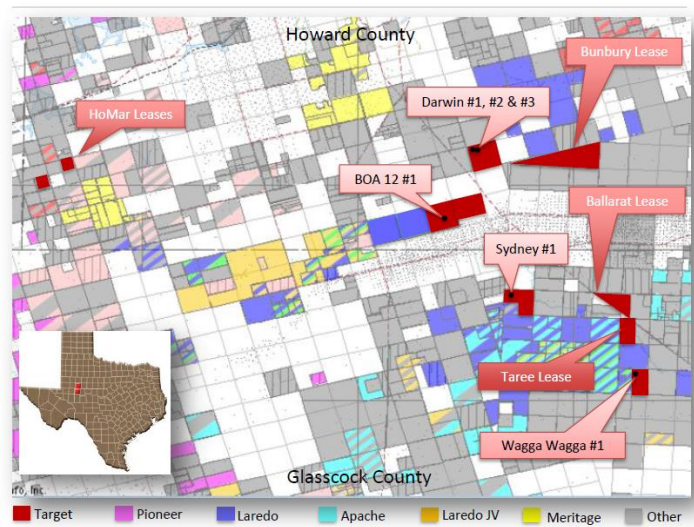 Howard County
Bunbury Lease
Darwin #1, #2 & #3
HoMar Leases
BOA 12 #1
Ballarat Lease
Sydney #1
Taree Lease
Wagga Wagga #1
Glasscock County
Inc.
Target
Pioneer
Laredo
Apache
Laredo JV
Meritage
Other